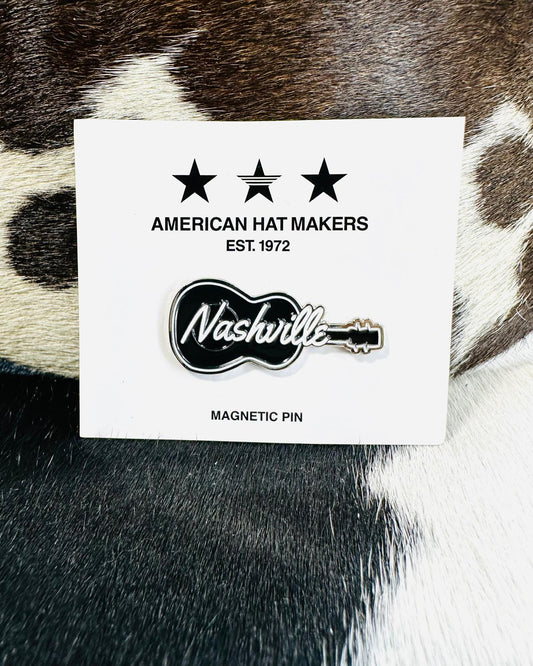 AMERICAN HAT MAKERS
EST. 1972
Nashville
MAGNETIC PIN